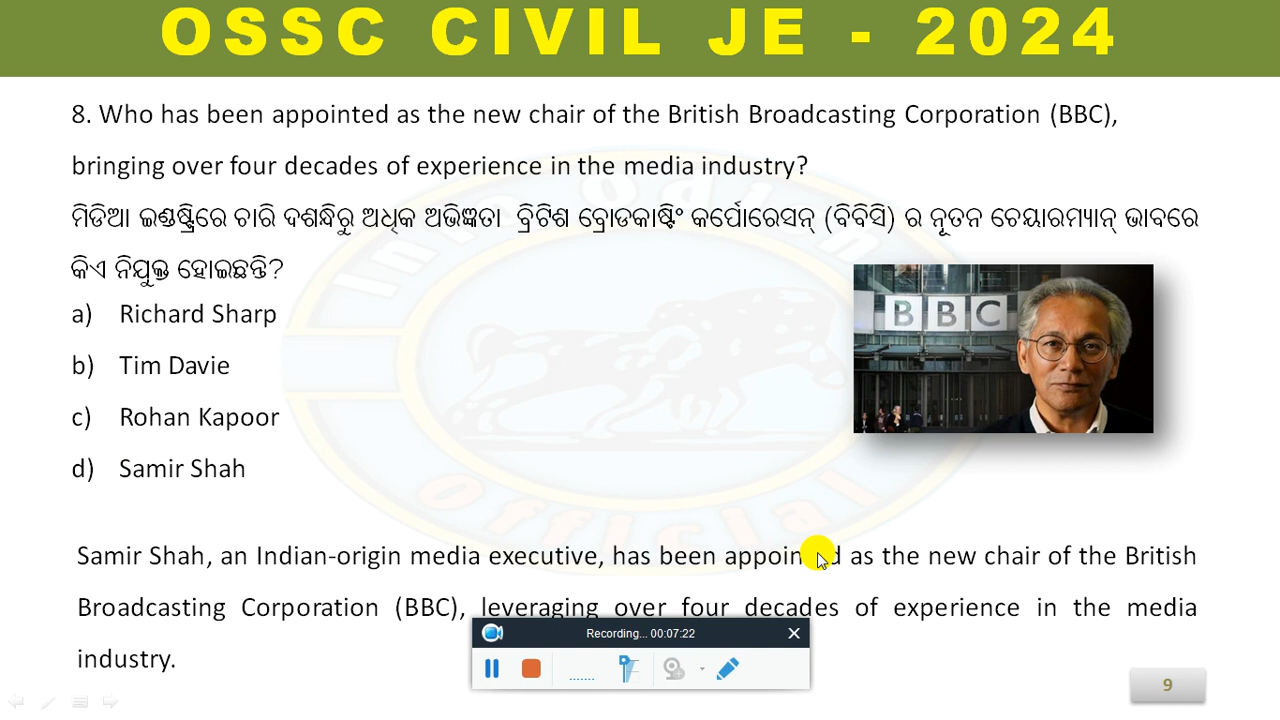 OSSC CIVIL JE - 2024
8. Who has been appointed as the new chair of the British Broadcasting Corporation (BBC),
bringing over four decades of experience in the media industry?
ମିଡିଆ ଇଣ୍ଡଷ୍ଟ୍ରିରେ ଚାରି ଦଶନ୍ଧିରୁ ଅଧିକ ଅଭିଜ୍ଞତା ବ୍ରିଟିଶ ବ୍ରୋଡକାଷ୍ଟିଂ କର୍ପୋରେସନ୍ (ବିବିସି) ର ନୂତନ ଚେୟାରମ୍ୟାନ୍ ଭାବରେ
କିଏ ନିଯୁକ୍ତ ହୋଇଛନ୍ତି?
a) Richard Sharp
b) Tim Davie
c) Rohan Kapoor
d) Samir Shah
BBC
Samir Shah, an Indian-origin media executive, has been appointed as the new chair of the British
Broadcasting Corporation (BBC), leveraging over four decades of experience in the media
industry.
Recording... 00:07:22
9